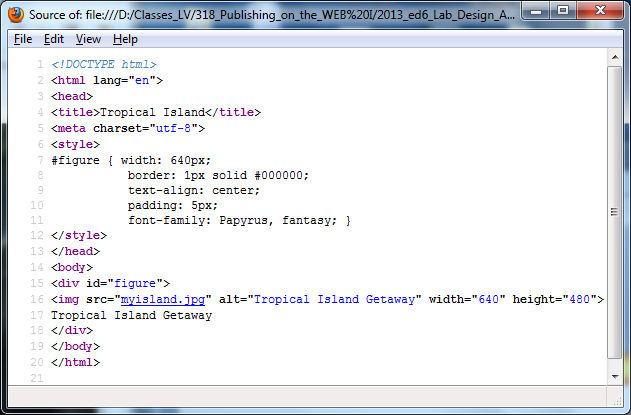 Source of: file:///D:/Classes_LV/318_Publishing_on_the_WEB%20I/2013_ed6_Lab_Design_A...
File Edit View Help
1 <!DOCTYPE html>
2 <html lang="en">
3 <head>
4 <title>Tropical Island</title>
5 <meta charset="utf-8">
6 <style>
7 #figure { width: 640px;
8 border: 1px solid #000000;
9 text-align: center;
10 padding: 5px;
11 font-family: Papyrus, fantasy; }
12 </style>
13 </head>
14 <body>
15 <div id="figure">
16 <img src="myisland.jpg" alt="Tropical Island Getaway" width="640" height="480">
17 Tropical Island Getaway
18 </div>
19 </body>
20 </html>
21